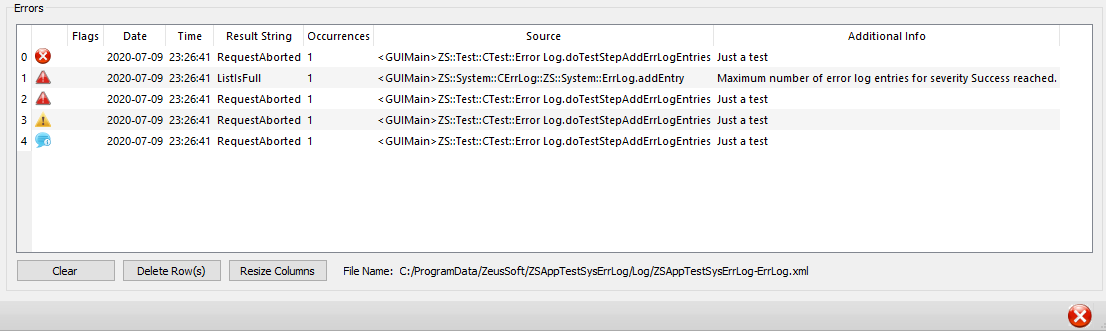 Errors
Flags Date Time Result String Occurrences Source Additional Info
0 2020-07-09 23:26:41 RequestAborted 1 <GUIMain>ZS::Test::CTest::Error Log.doTestStepAddErrLogEntries Just a test
1 2020-07-09 23:26:41 ListIsFull 1 <GUIMain>ZS::System::CErrLog::ZS::System::ErrLog.addEntry Maximum number of error log entries for severity Success reached.
2 2020-07-09 23:26:41 RequestAborted 1 <GUIMain>ZS::Test::CTest::Error Log.doTestStepAddErrLogEntries Just a test
3 2020-07-09 23:26:41 RequestAborted 1 <GUIMain>ZS::Test::CTest::Error Log.doTestStepAddErrLogEntries Just a test
4 2020-07-09 23:26:41 RequestAborted 1 <GUIMain>ZS::Test::CTest::Error Log.doTestStepAddErrLogEntries Just a test
Clear Delete Row(s) Resize Columns File Name: C:/ProgramData/ZeusSoft/ZSAppTestSysErrLog/Log/ZSAppTestSysErrLog-ErrLog.xml